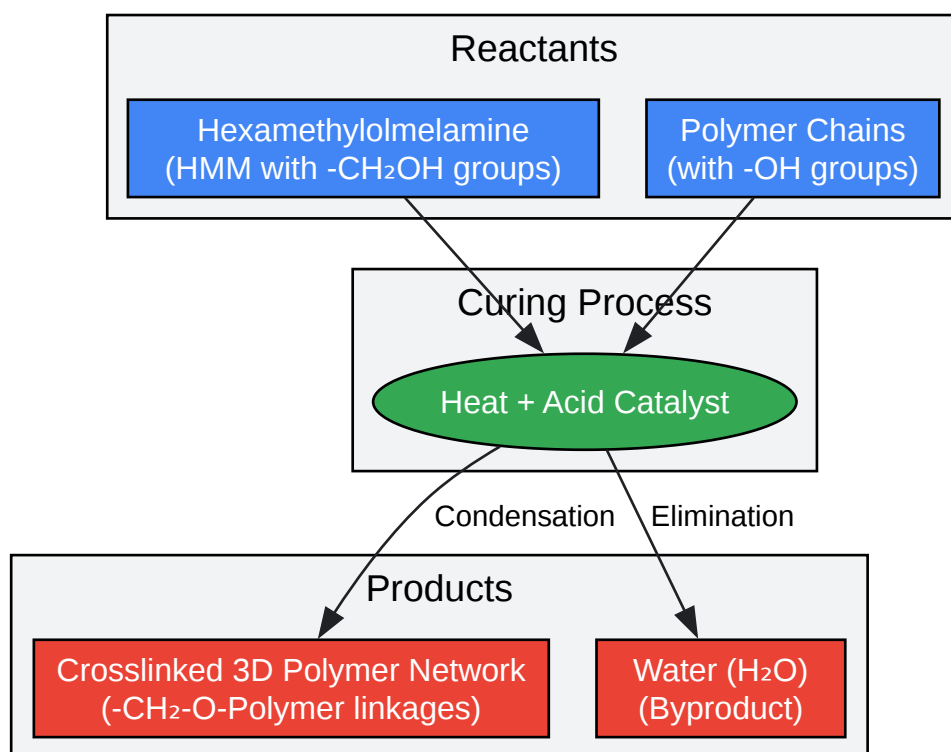 Reactants
Hexamethylolmelamine
(HMM with -CH₂OH groups)
Polymer Chains
(with -OH groups)
Curing Process
Heat + Acid Catalyst
Condensation
Elimination
Products
Crosslinked 3D Polymer Network
(-CH₂-O-Polymer linkages)
Water (H₂O)
(Byproduct)